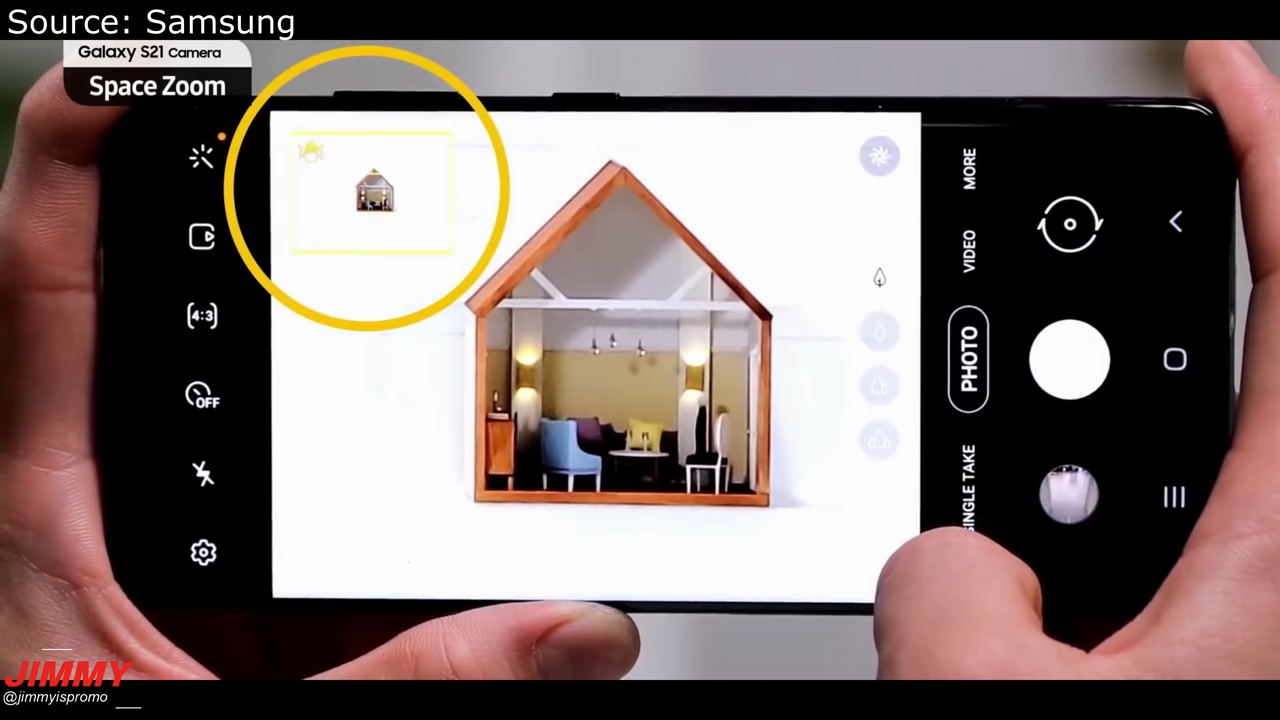 Source: Samsung
Galaxy S21 Camera
Space Zoom
4:3
OFF
MORE
VIDEO
PHOTO
SINGLE TAKE
JIMMY
@jimmyispromo